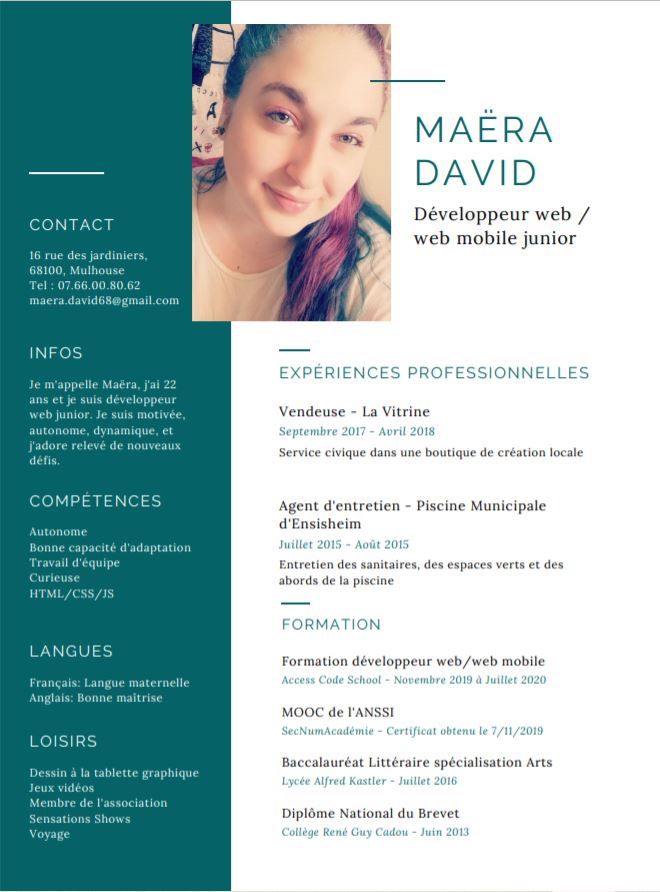 MAËRA
DAVID
Développeur web /
web mobile junior
CONTACT
16 rue des jardiniers,
68100, Mulhouse
Tel : 07.66.00.80.62
maera.david68@gmail.com
INFOS
Je m'appelle Maëra, j'ai 22
ans et je suis développeur
web junior. Je suis motivée,
autonome, dynamique, et
j'adore relevé de nouveaux
défis.
COMPÉTENCES
Autonome
Bonne capacité d'adaptation
Travail d'équipe
Curieuse
HTML/CSS/JS
LANGUES
Français: Langue maternelle
Anglais: Bonne maîtrise
LOISIRS
Dessin à la tablette graphique
Jeux vidéos
Membre de l'association
Sensations Shows
Voyage
EXPÉRIENCES PROFESSIONNELLES
Vendeuse - La Vitrine
Septembre 2017 - Avril 2018
Service civique dans une boutique de création locale
Agent d'entretien - Piscine Municipale
d'Ensisheim
Juillet 2015 - Août 2015
Entretien des sanitaires, des espaces verts et des
abords de la piscine
FORMATION
Formation développeur web/web mobile
Access Code School - Novembre 2019 à Juillet 2020
MOOC de l'ANSSI
SecNumAcadémie - Certificat obtenu le 7/11/2019
Baccalauréat Littéraire spécialisation Arts
Lycée Alfred Kastler - Juillet 2016
Diplôme National du Brevet
Collège René Guy Cadou - Juin 2013